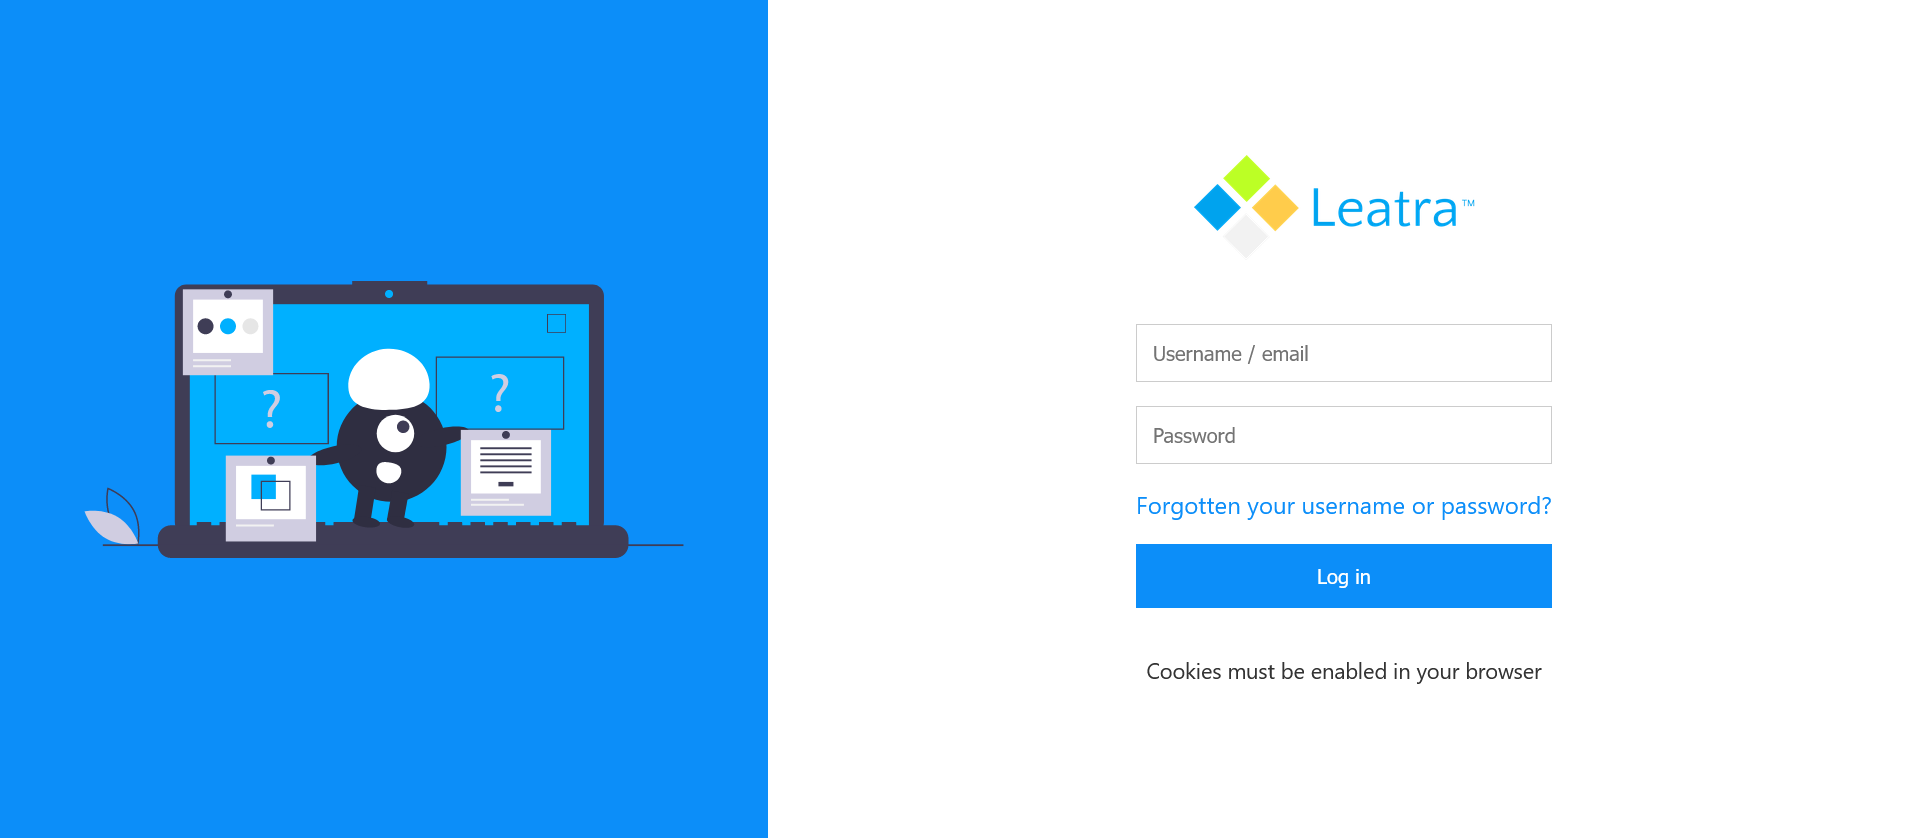 ?
?
Leatra™
Username / email
Password
Forgotten your username or password?
Log in
Cookies must be enabled in your browser